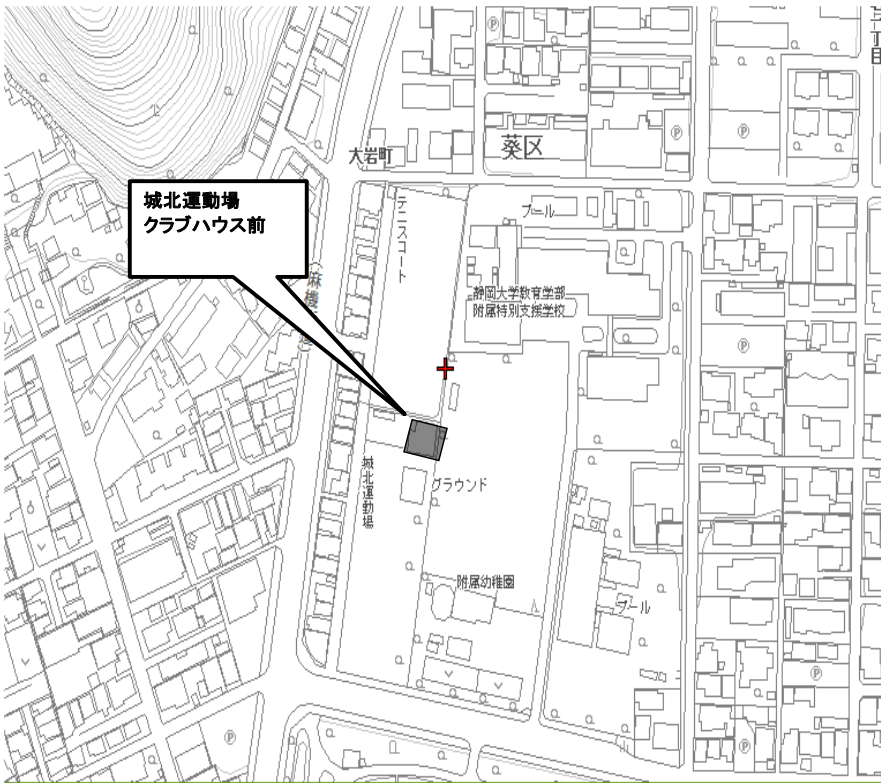 葵区
大岩町
城北運動場
クラブハウス前
テニスコート
プール
静岡大学教育学部
附属特別支援学校
城北運動場
グラウンド
附属幼稚園
プール